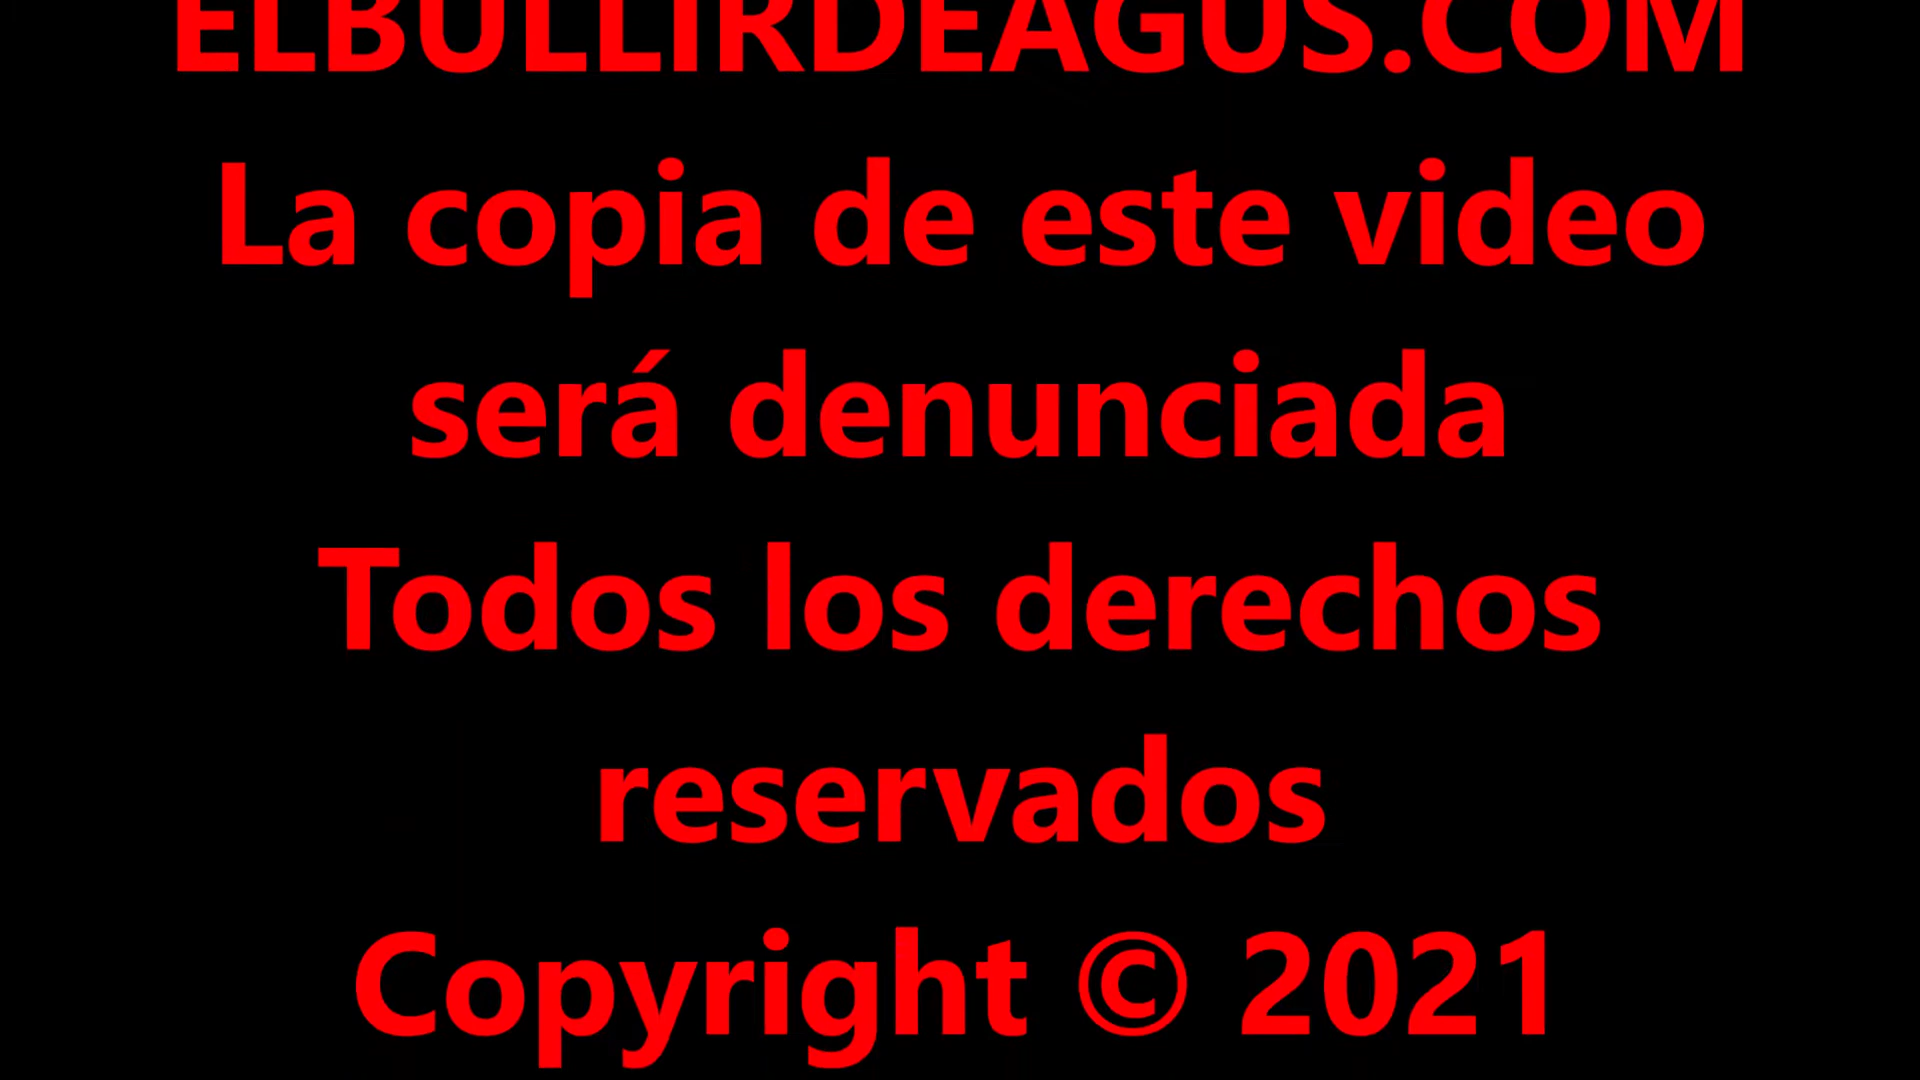 ELBULLIRDEAGUS.COM
La copia de este video
será denunciada
Todos los derechos
reservados
Copyright © 2021